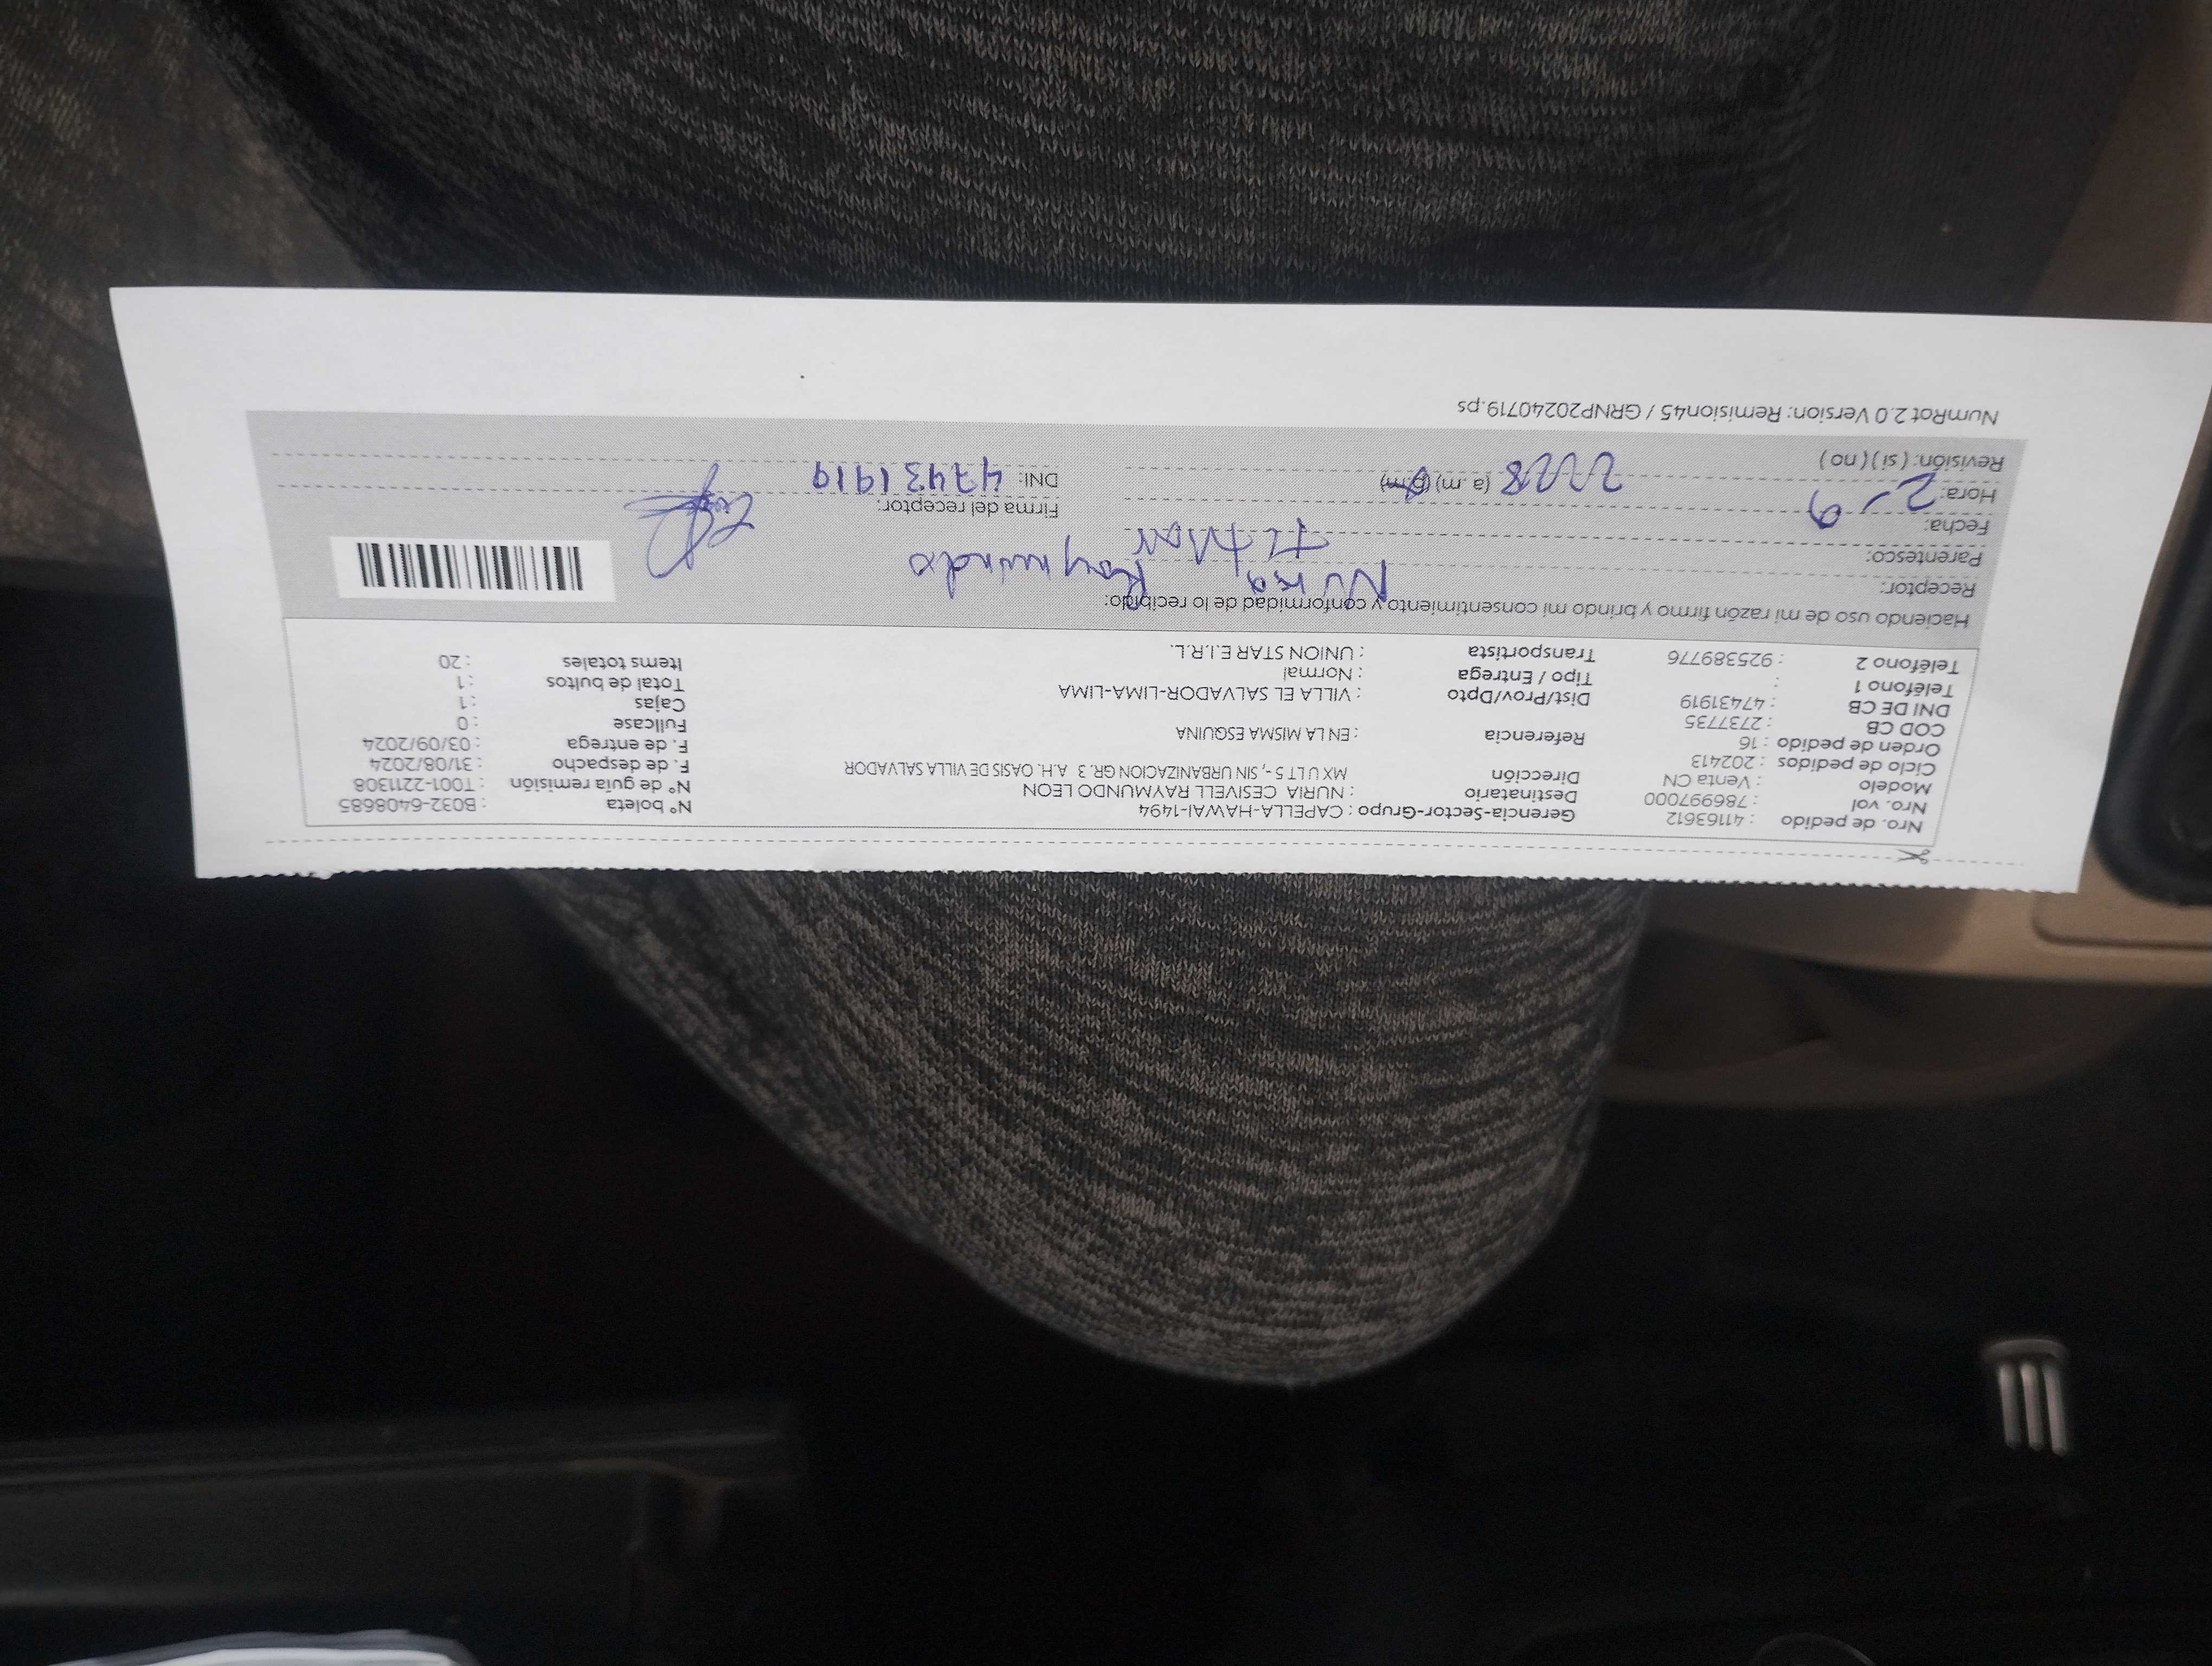 Nro. de pedido : 41163612 Gerencia-Sector-Grupo : CAPELLA-HAWAI-1494 N° boleta : B032-6408685
Nro. vol : 786997000 Destinatario : NURIA CESIVELL RAYMUNDO LEON N° de guía remisión : T001-2211308
Modelo : Venta CN Dirección MX U LT 5 -, SIN URBANIZACION GR. 3 A.H. OASIS DE VILLA SALVADOR F. de despacho : 31/08/2024
Ciclo de pedidos : 202413 F. de entrega : 03/09/2024
Orden de pedido : 16 Referencia : EN LA MISMA ESQUINA Fullcase : 0
COD CB : 2737735 Cajas : 1
DNI DE CB : 47431919 Dist/Prov/Dpto : VILLA EL SALVADOR-LIMA-LIMA Total de bultos : 1
Teléfono 1 : Tipo / Entrega : Normal Items totales : 20
Teléfono 2 : 925389776 Transportista : UNION STAR E.I.R.L.
Haciendo uso de mi razón firmo y brindo mi consentimiento y conformidad de lo recibido:
Receptor: Nuria Raymundo
Parentesco: Titular
Fecha: 2-9
Hora: (a. m) (p.m) Firma del receptor:
Revisión: ( si ) ( no ) DNI: 47431919
NumRot 2.0 Version: Remision45 / GRNP20240719.ps